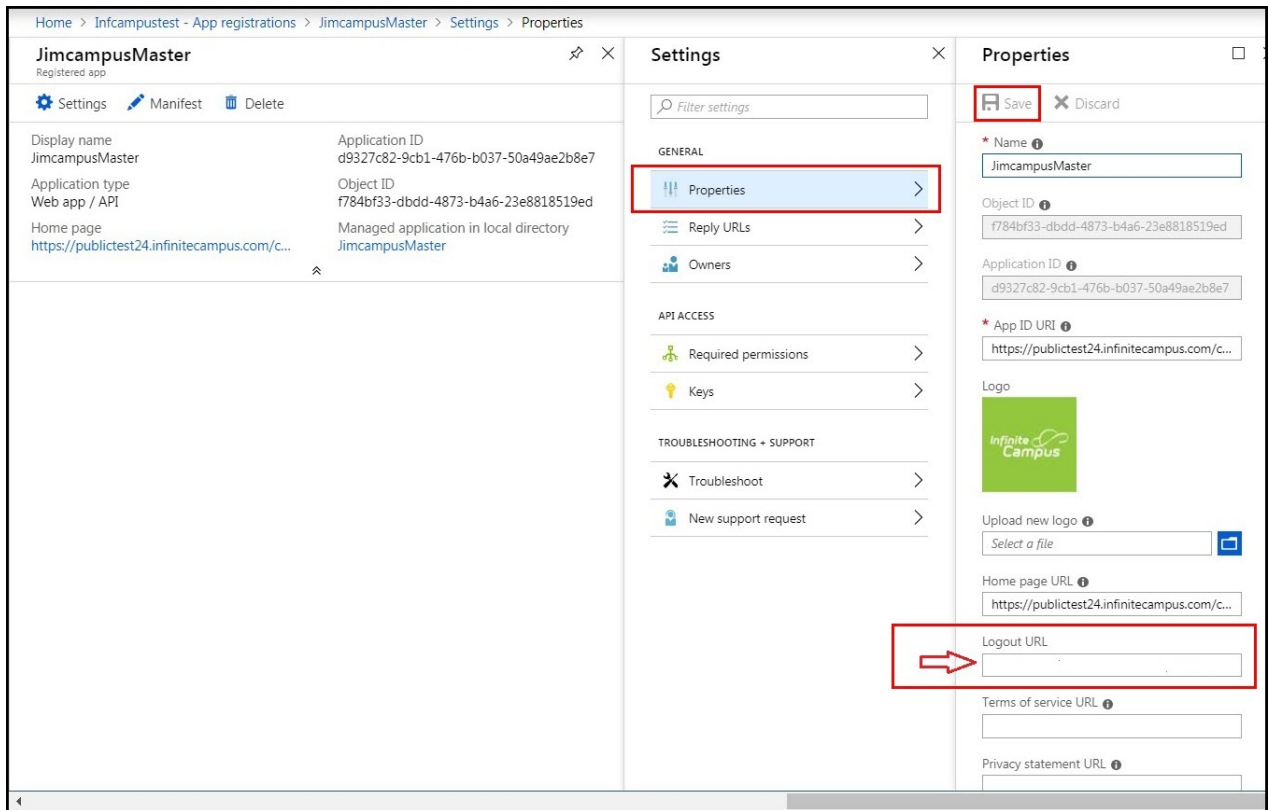 Home > Infcampustest - App registrations > JimcampusMaster > Settings > Properties
JimcampusMaster
Registered app
Settings Manifest Delete
Display name
JimcampusMaster
Application ID
d9327c82-9cb1-476b-b037-50a49ae2b8e7
Application type
Web app / API
Object ID
f784bf33-dbdd-4873-b4a6-23e8818519ed
Home page
https://publictest24.infinitecampus.com/c...
Managed application in local directory
JimcampusMaster
Settings
Filter settings
GENERAL
Properties
Reply URLs
Owners
API ACCESS
Required permissions
Keys
TROUBLESHOOTING + SUPPORT
Troubleshoot
New support request
Properties
Save Discard
* Name
JimcampusMaster
Object ID
f784bf33-dbdd-4873-b4a6-23e8818519ed
Application ID
d9327c82-9cb1-476b-b037-50a49ae2b8e7
* App ID URI
https://publictest24.infinitecampus.com/c...
Logo
Infinite
Campus
Upload new logo
Select a file
Home page URL
https://publictest24.infinitecampus.com/c...
Logout URL
Terms of service URL
Privacy statement URL